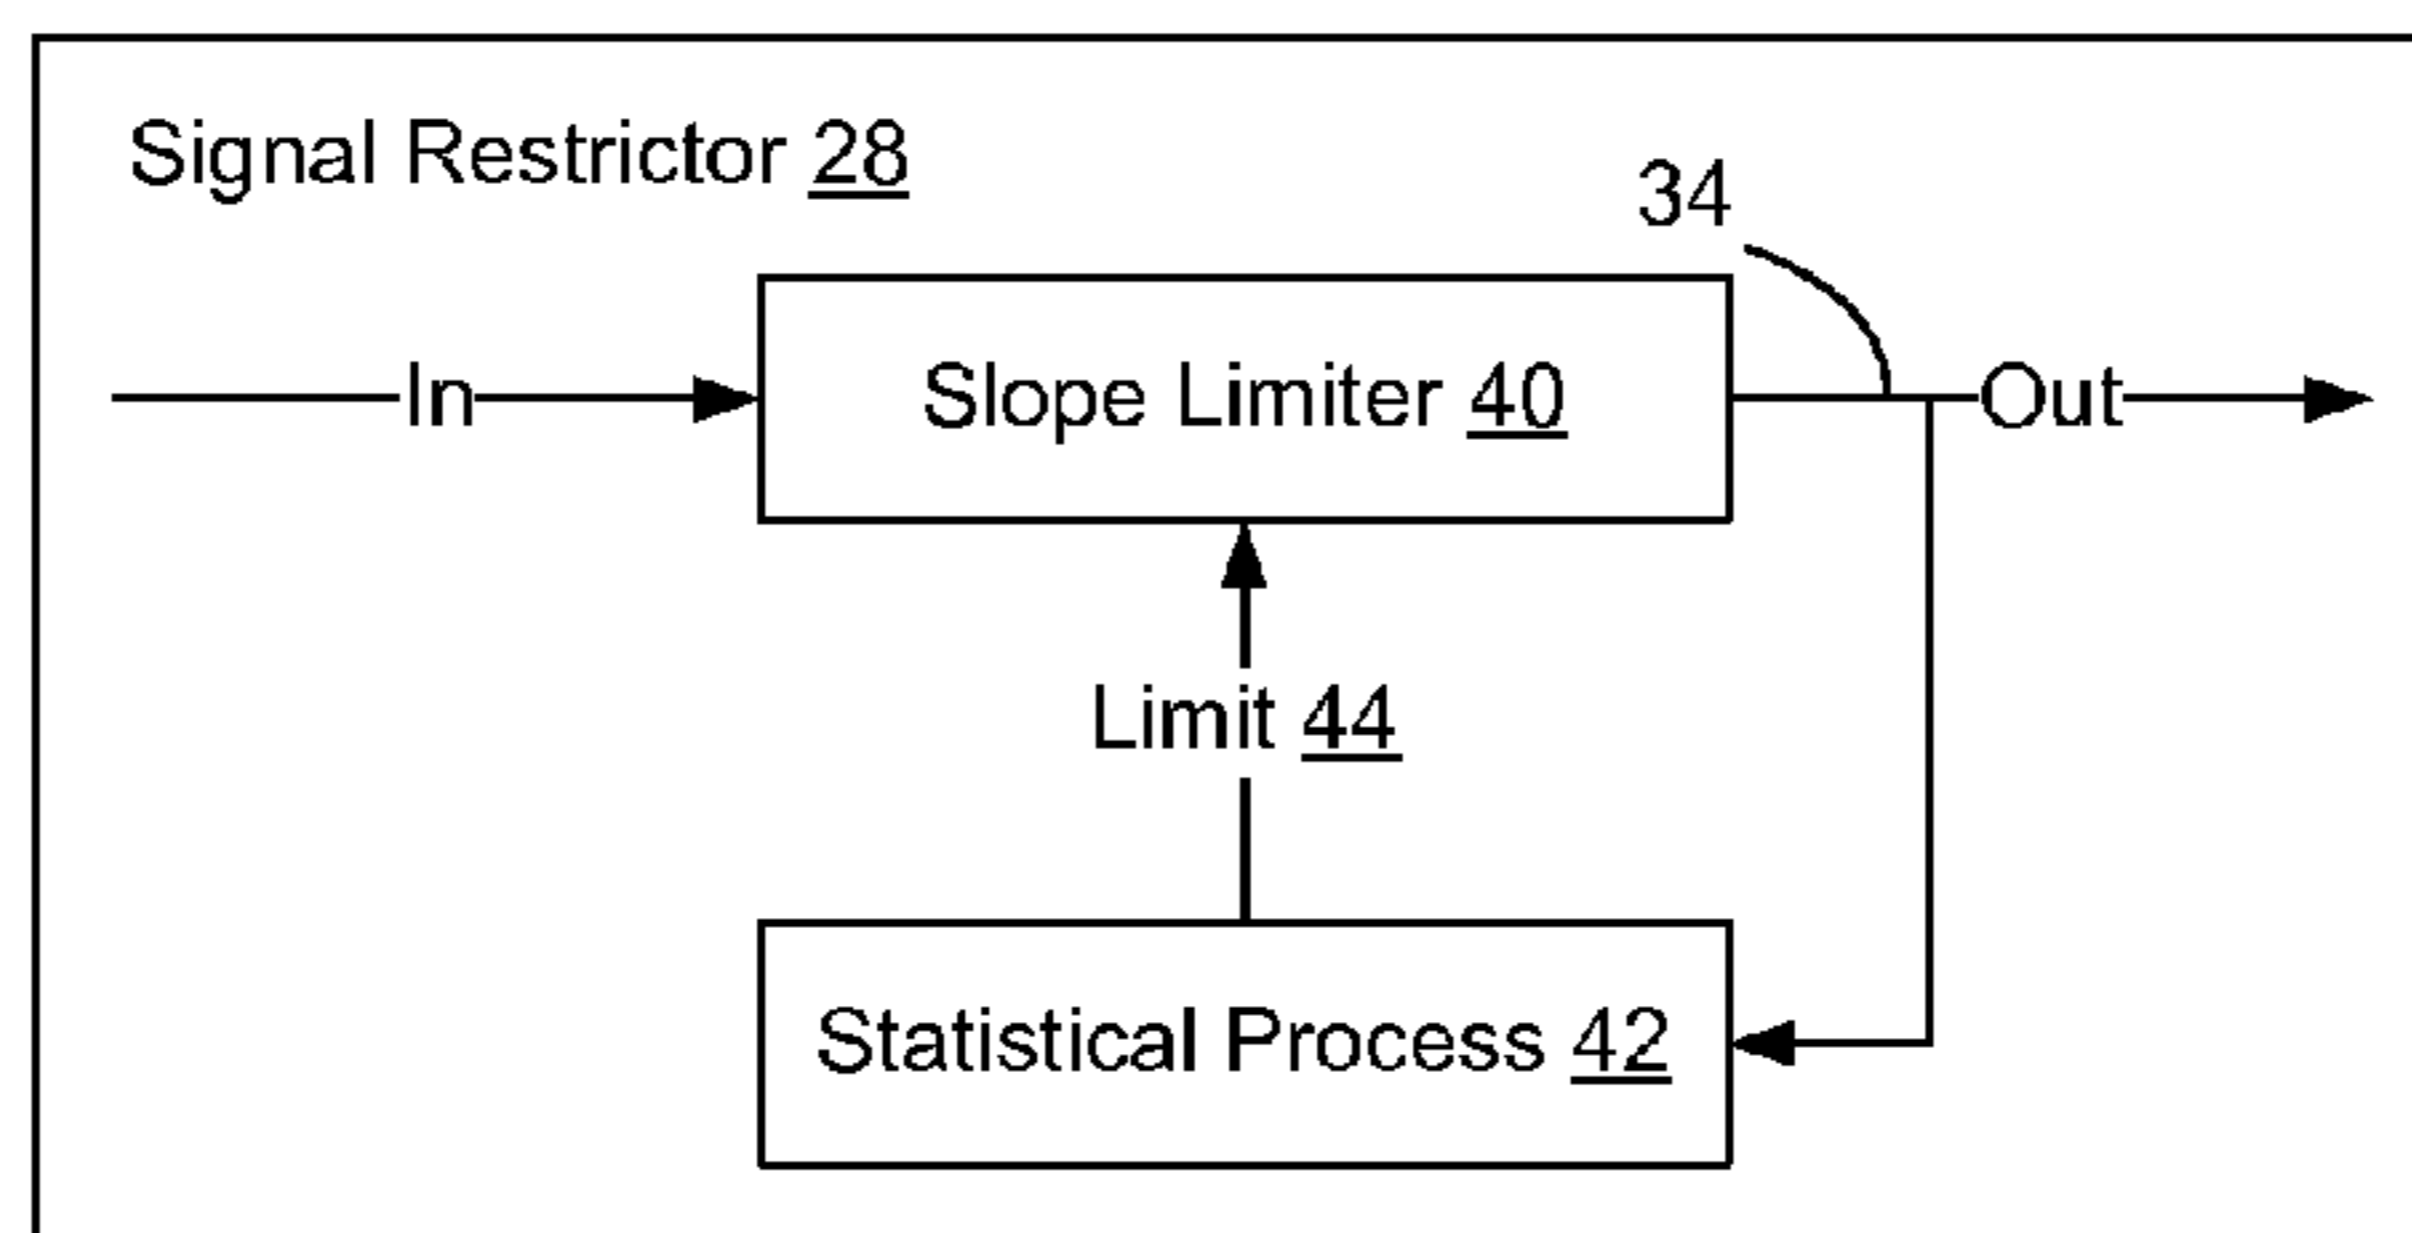 Signal Restrictor 28
34
In
Slope Limiter 40
Out
Limit 44
Statistical Process 42